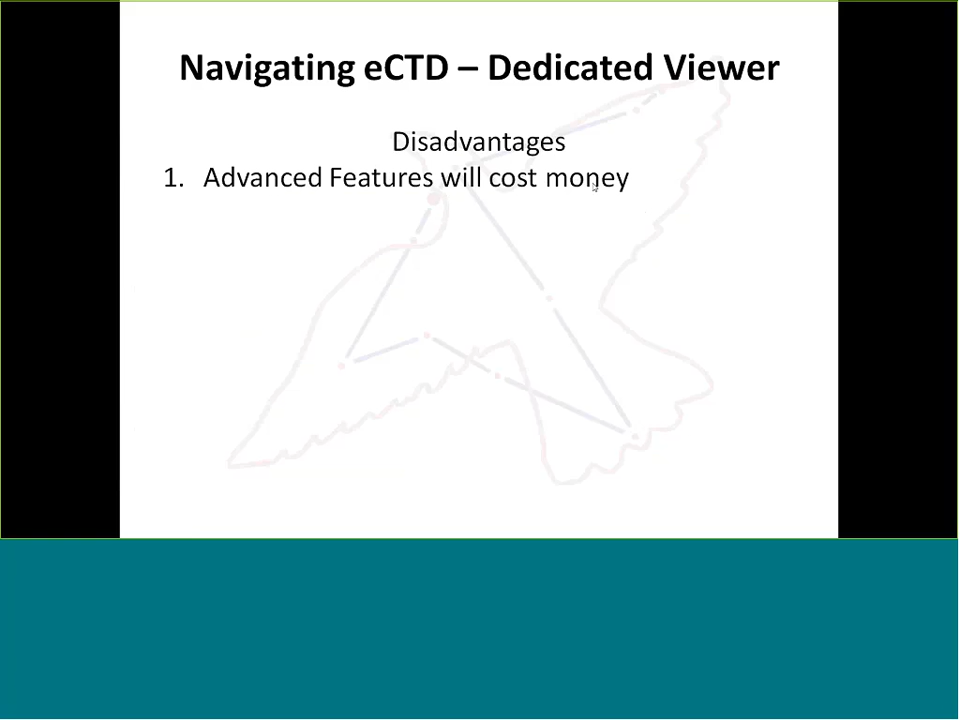 Navigating eCTD – Dedicated Viewer
Disadvantages
1. Advanced Features will cost money